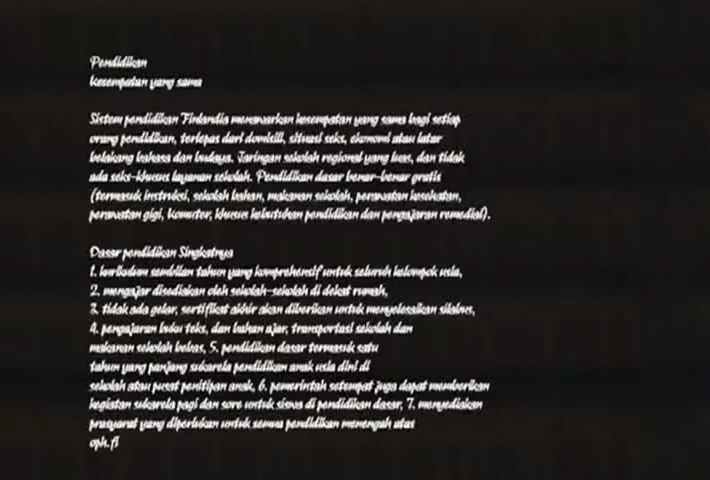 Pendidikan
kesempatan yang sama
Sistem pendidikan Finlandia menawarkan kesempatan yang sama bagi setiap
orang pendidikan, terlepas dari domisili, situasi seks, ekonomi atau latar
belakang bahasa dan budaya. Jaringan sekolah regional yang luas, dan tidak
ada seks-khusus layanan sekolah. Pendidikan dasar benar-benar gratis
(termasuk instruksi, sekolah bahan, makanan sekolah, perawatan kesehatan,
perawatan gigi, komuter, khusus kebutuhan pendidikan dan pengajaran remedial).
Dasar pendidikan Singkatnya
1. kurikulum sembilan tahun yang komprehensif untuk seluruh kelompok usia,
2. mengajar disediakan oleh sekolah-sekolah di dekat rumah,
3. tidak ada gelar, sertifikat akhir akan diberikan untuk menyelesaikan silabus,
4. pengajaran buku teks, dan bahan ajar, transportasi sekolah dan
makanan sekolah bebas, 5. pendidikan dasar termasuk satu
tahun yang panjang sukarela pendidikan anak usia dini di
sekolah atau pusat penitipan anak, 6. pemerintah setempat juga dapat memberikan
kegiatan sukarela pagi dan sore untuk siswa di pendidikan dasar, 7. menyediakan
prasyarat yang diperlukan untuk semua pendidikan menengah atas
oph.fi